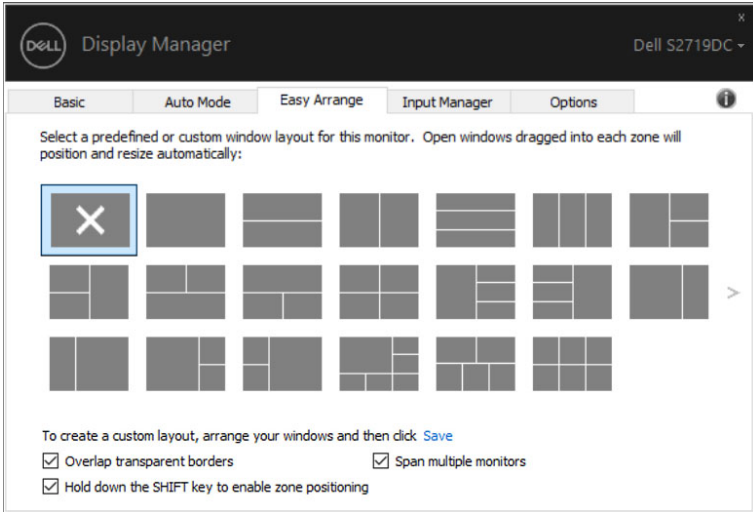 x
DELL Display Manager Dell S2719DC
Basic Auto Mode Easy Arrange Input Manager Options i
Select a predefined or custom window layout for this monitor. Open windows dragged into each zone will
position and resize automatically:
>
To create a custom layout, arrange your windows and then click Save
Overlap transparent borders Span multiple monitors
Hold down the SHIFT key to enable zone positioning